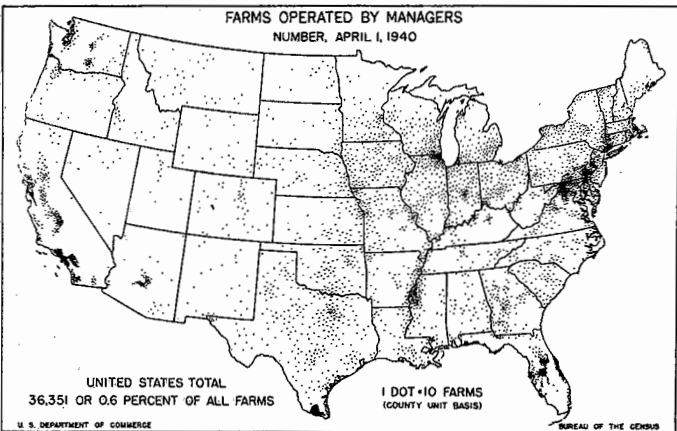 FARMS OPERATED BY MANAGERS
NUMBER, APRIL 1, 1940
UNITED STATES TOTAL
36,351 OR 0.6 PERCENT OF ALL FARMS
1 DOT=10 FARMS
(COUNTY UNIT BASIS)
U. S. DEPARTMENT OF COMMERCE
BUREAU OF THE CENSUS